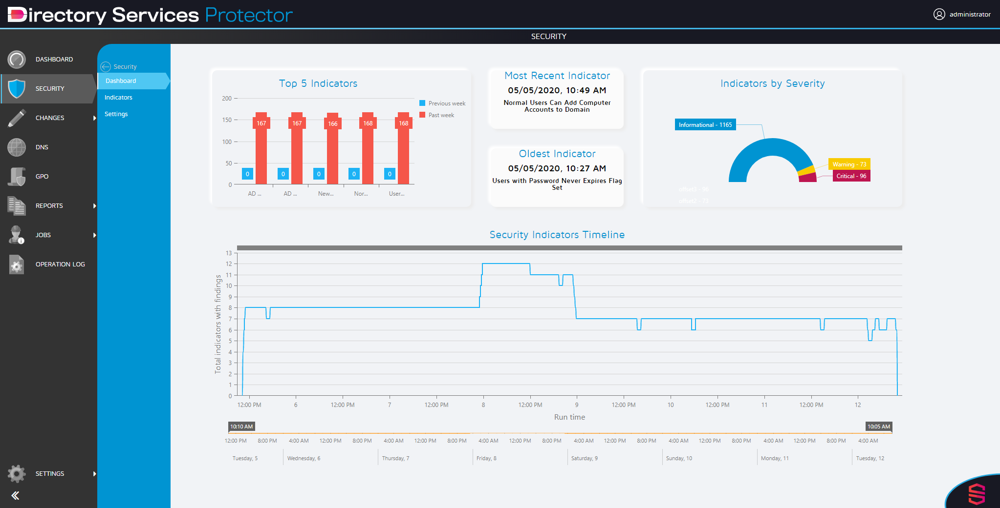 Directory Services Protector
administrator
SECURITY
DASHBOARD
SECURITY
CHANGES
DNS
GPO
REPORTS
JOBS
OPERATION LOG
SETTINGS
Security
Dashboard
Indicators
Settings
Top 5 Indicators
200
150
100
50
0
167
167
166
168
168
0
0
0
0
0
AD ...
AD ...
New...
Nor...
User...
Previous week
Past week
Most Recent Indicator
05/05/2020, 10:49 AM
Normal Users Can Add Computer
Accounts to Domain
Oldest Indicator
05/05/2020, 10:27 AM
Users with Password Never Expires Flag
Set
Indicators by Severity
Informational - 1165
Warning - 73
Critical - 96
offset3 - 96
offset2 - 73
Security Indicators Timeline
Total indicators with findings
13
12
11
10
9
8
7
6
5
4
3
2
1
0
12:00 PM 6 12:00 PM 7 12:00 PM 8 12:00 PM 9 12:00 PM 10 12:00 PM 11 12:00 PM 12
Run time
10:10 AM 10:05 AM
12:00 PM 8:00 PM 4:00 AM 12:00 PM 8:00 PM 4:00 AM 12:00 PM 8:00 PM 4:00 AM 12:00 PM 8:00 PM 4:00 AM 12:00 PM 8:00 PM 4:00 AM 12:00 PM 8:00 PM 4:00 AM 12:00 PM 8:00 PM 4:00 AM
Tuesday, 5 Wednesday, 6 Thursday, 7 Friday, 8 Saturday, 9 Sunday, 10 Monday, 11 Tuesday, 12